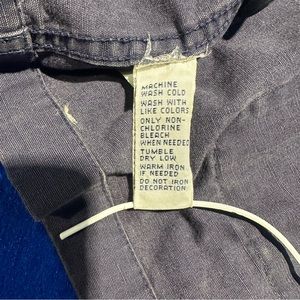 MACHINE
WASH COLD
WASH WITH
LIKE COLORS
ONLY NON-
CHLORINE
BLEACH
WHEN NEEDED
TUMBLE
DRY LOW
WARM IRON
IF NEEDED
DO NOT IRON
DECORATION